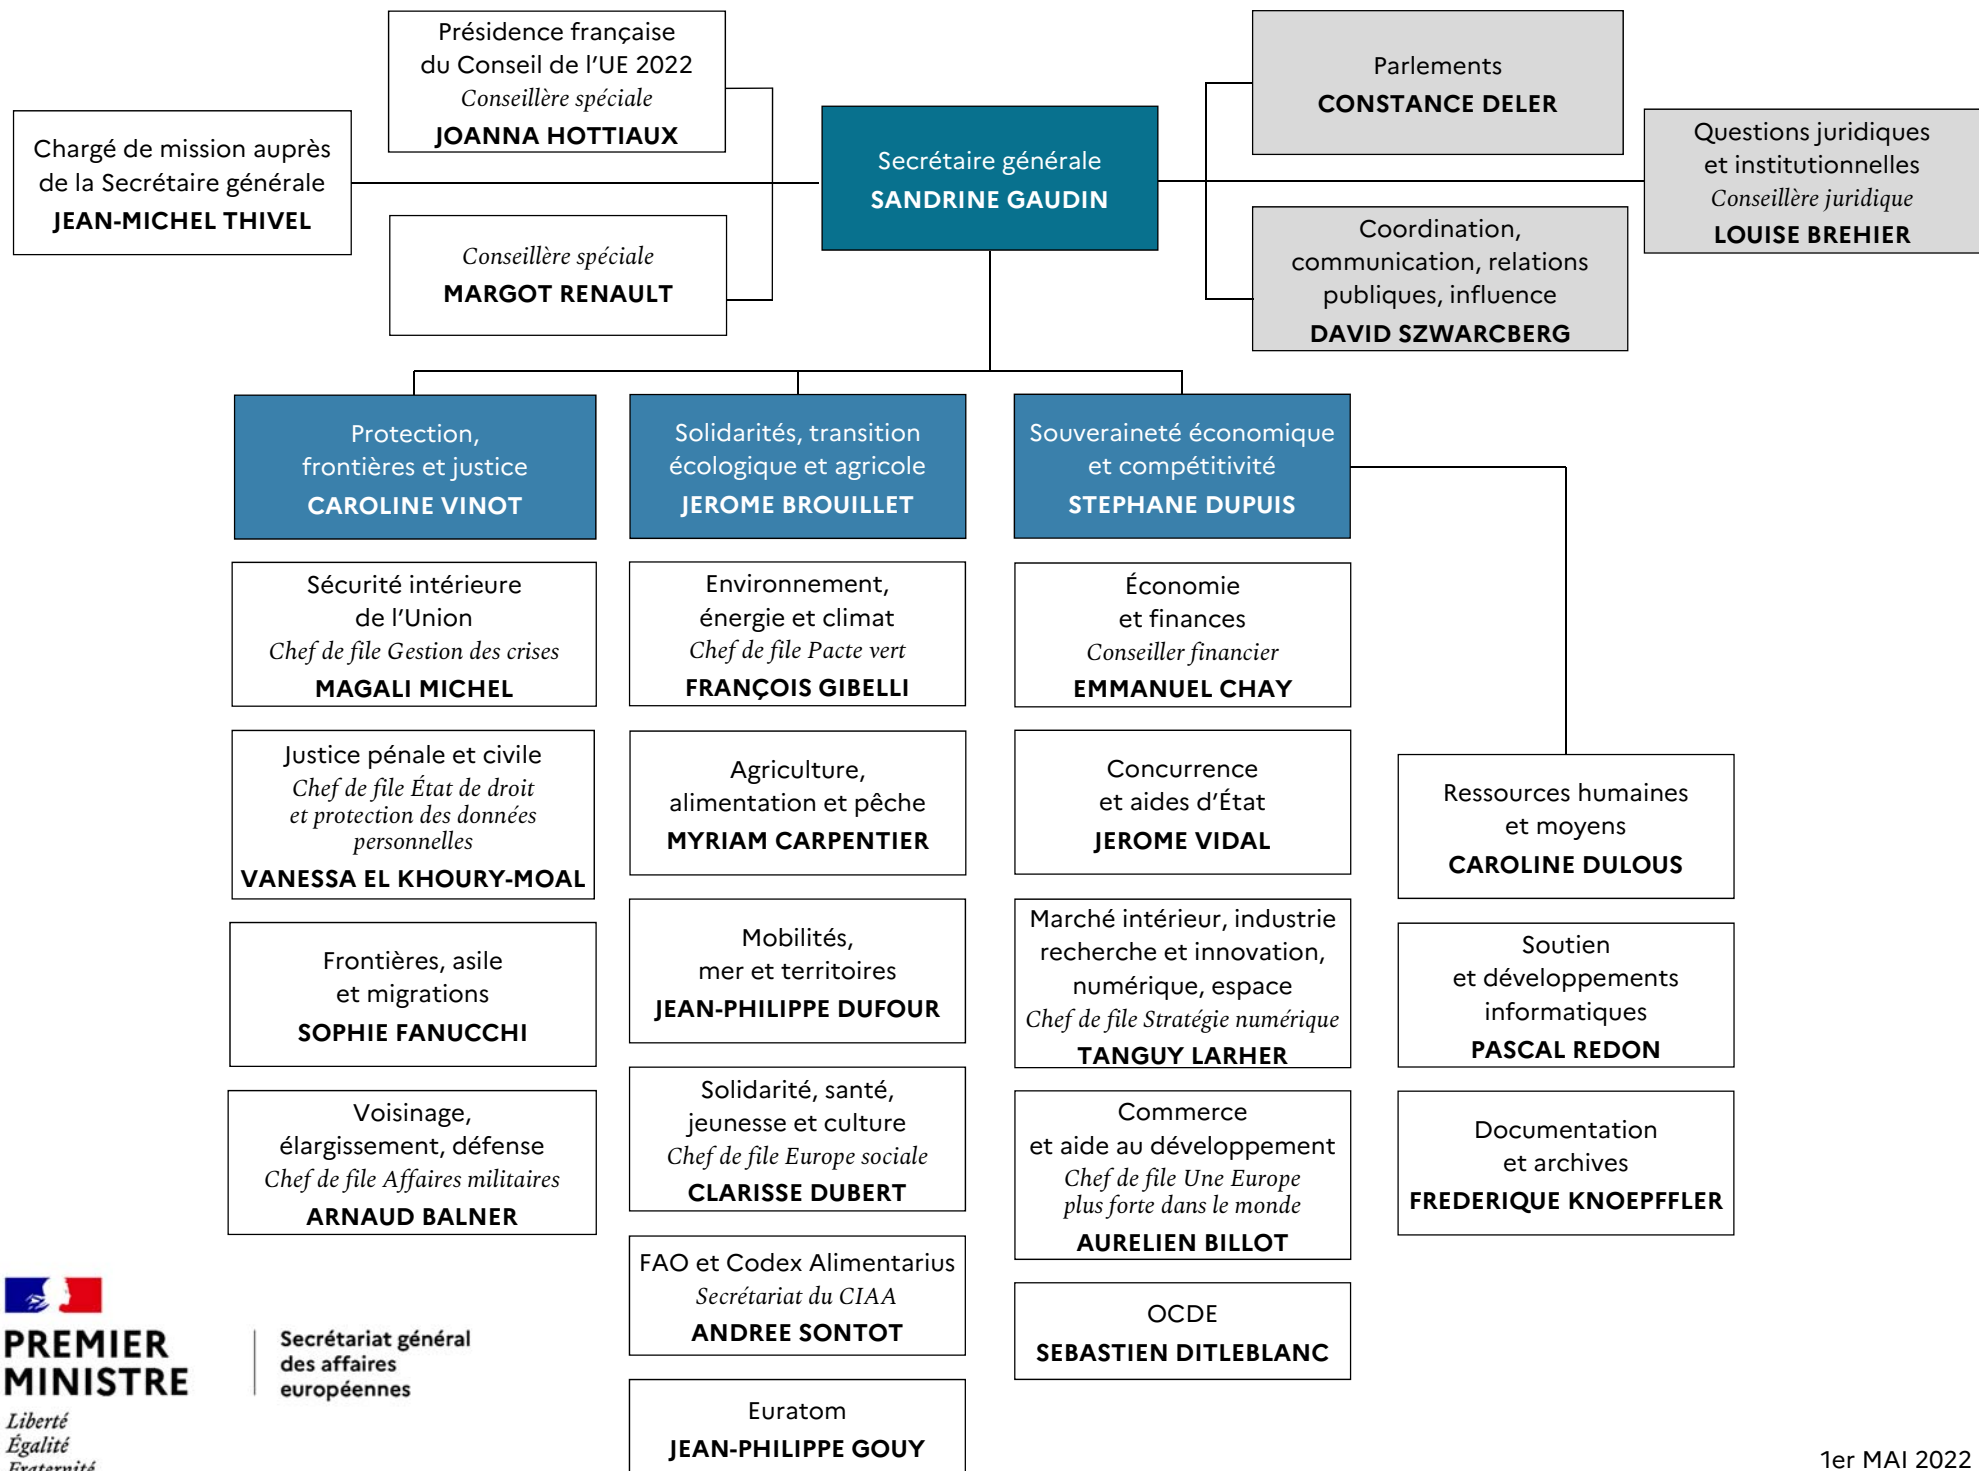 Présidence française
du Conseil de l'UE 2022
Conseillère spéciale
JOANNA HOTTIAUX
Parlements
CONSTANCE DELER
Chargé de mission auprès
de la Secrétaire générale
JEAN-MICHEL THIVEL
Secrétaire générale
SANDRINE GAUDIN
Questions juridiques
et institutionnelles
Conseillère juridique
LOUISE BREHIER
Conseillère spéciale
MARGOT RENAULT
Coordination,
communication, relations
publiques, influence
DAVID SZWARCBERG
Protection,
frontières et justice
CAROLINE VINOT
Solidarités, transition
écologique et agricole
JEROME BROUILLET
Souveraineté économique
et compétitivité
STEPHANE DUPUIS
Sécurité intérieure
de l'Union
Chef de file Gestion des crises
MAGALI MICHEL
Justice pénale et civile
Chef de file État de droit
et protection des données
personnelles
VANESSA EL KHOURY-MOAL
Frontières, asile
et migrations
SOPHIE FANUCCHI
Voisinage,
élargissement, défense
Chef de file Affaires militaires
ARNAUD BALNER
Environnement,
énergie et climat
Chef de file Pacte vert
FRANÇOIS GIBELLI
Agriculture,
alimentation et pêche
MYRIAM CARPENTIER
Mobilités,
mer et territoires
JEAN-PHILIPPE DUFOUR
Solidarité, santé,
jeunesse et culture
Chef de file Europe sociale
CLARISSE DUBERT
FAO et Codex Alimentarius
Secrétariat du CIAA
ANDREE SONTOT
Euratom
JEAN-PHILIPPE GOUY
Économie
et finances
Conseiller financier
EMMANUEL CHAY
Concurrence
et aides d'État
JEROME VIDAL
Marché intérieur, industrie
recherche et innovation,
numérique, espace
Chef de file Stratégie numérique
TANGUY LARHER
Commerce
et aide au développement
Chef de file Une Europe
plus forte dans le monde
AURELIEN BILLOT
OCDE
SEBASTIEN DITLEBLANC
Ressources humaines
et moyens
CAROLINE DULOUS
Soutien
et développements
informatiques
PASCAL REDON
Documentation
et archives
FREDERIQUE KNOEPFFLER
PREMIER
MINISTRE
Liberté
Égalité
Fraternité
Secrétariat général
des affaires
européennes
1er MAI 2022